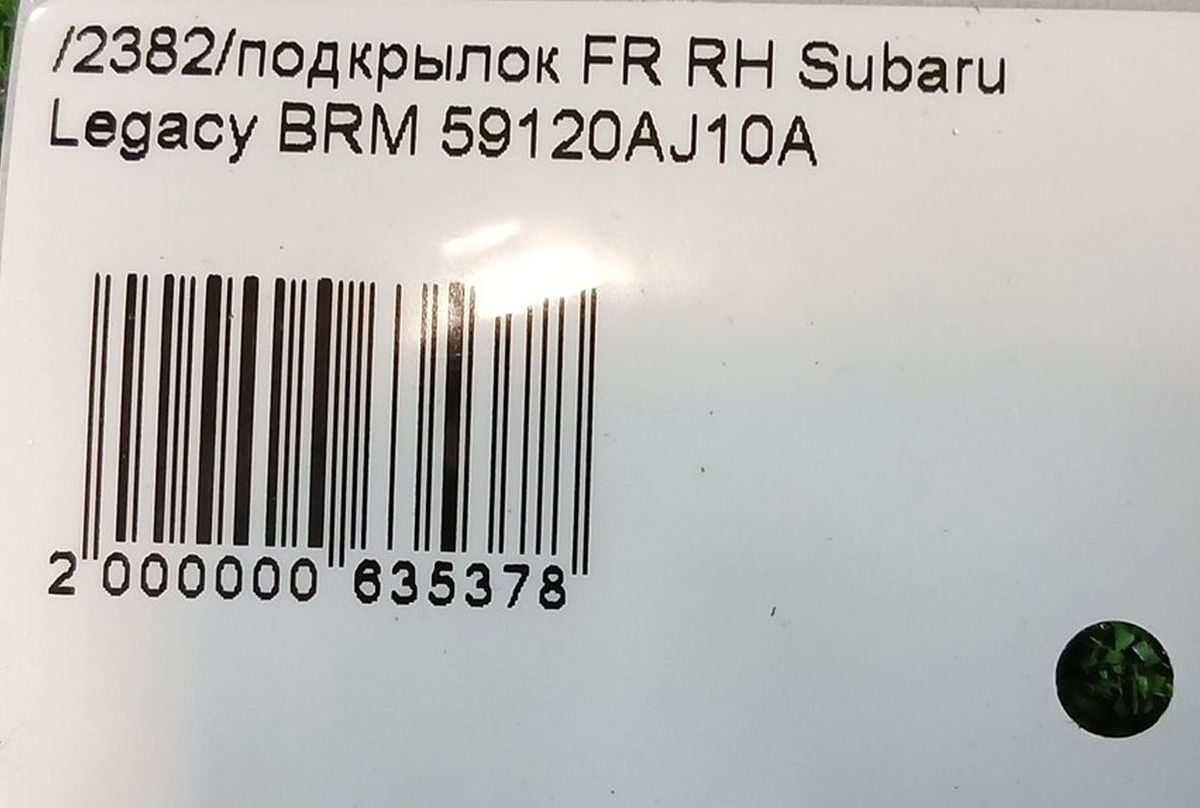 /2382/подкрылок FR RH Subaru
Legacy BRM 59120AJ10A
2 000000 635378